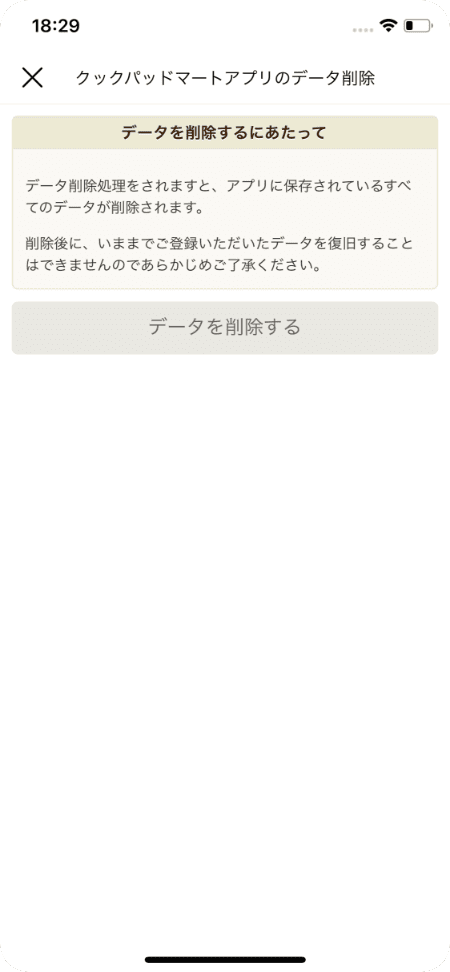 18:29
クックパッドマートアプリのデータ削除
データを削除するにあたって
データ削除処理をされますと、アプリに保存されているすべ
てのデータが削除されます。
削除後に、いままでご登録いただいたデータを復旧すること
はできませんのであらかじめご了承ください。
データを削除する